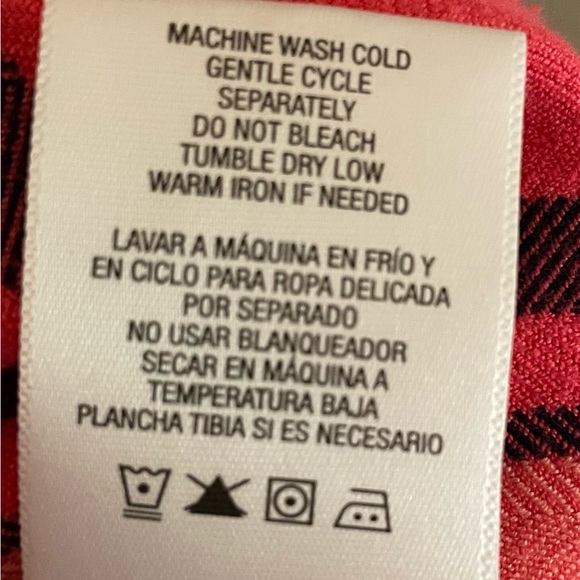 MACHINE WASH COLD
GENTLE CYCLE
SEPARATELY
DO NOT BLEACH
TUMBLE DRY LOW
WARM IRON IF NEEDED
LAVAR A MÁQUINA EN FRÍO Y
EN CICLO PARA ROPA DELICADA
POR SEPARADO
NO USAR BLANQUEADOR
SECAR EN MÁQUINA A
TEMPERATURA BAJA
PLANCHA TIBIA SI ES NECESARIO